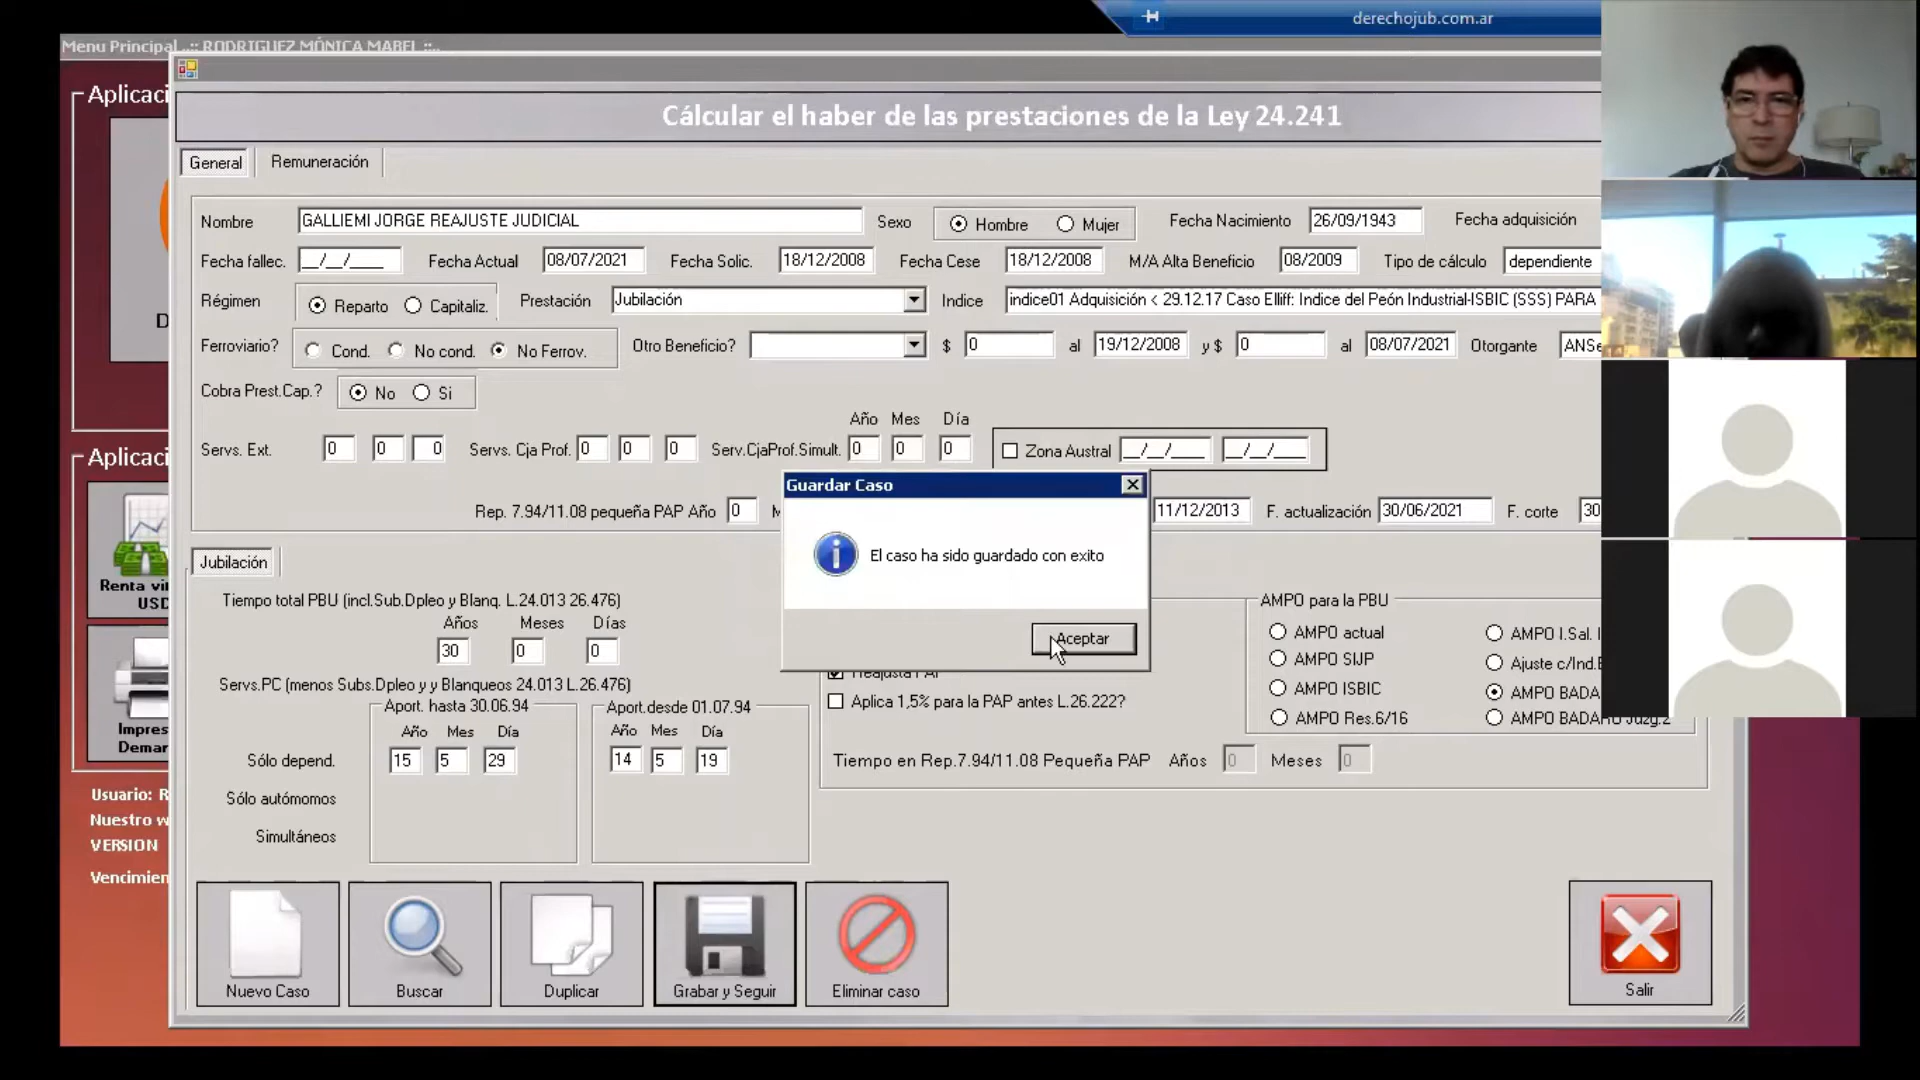 derechojub.com.ar
Menu Principal ..:: RODRIGUEZ MÓNICA MABEL ::..
Cálcular el haber de las prestaciones de la Ley 24.241
General
Remuneración
Nombre
GALLIEMI JORGE REAJUSTE JUDICIAL
Sexo
Hombre
Mujer
Fecha Nacimiento
26/09/1943
Fecha adquisición
Fecha fallec.
__/__/____
Fecha Actual
08/07/2021
Fecha Solic.
18/12/2008
Fecha Cese
18/12/2008
M/A Alta Beneficio
08/2009
Tipo de cálculo
dependiente
Régimen
Reparto
Capitaliz.
Prestación
Jubilación
Indice
indice01 Adquisición < 29.12.17 Caso Elliff: Indice del Peón Industrial-ISBIC (SSS) PARA
Ferroviario?
Cond.
No cond.
No Ferrov.
Otro Beneficio?
$
0
al
19/12/2008
y $
0
al
08/07/2021
Otorgante
Cobra Prest.Cap.?
No
Si
Año Mes Día
Servs. Ext.
0 0 0
Servs. Cja Prof.
0 0 0
Serv.CjaProf.Simult.
0 0 0
Zona Austral
__/__/____
__/__/____
Rep. 7.94/11.08 pequeña PAP Año
0
11/12/2013
F. actualización
30/06/2021
F. corte
30
Guardar Caso
El caso ha sido guardado con exito
Aceptar
Jubilación
Tiempo total PBU (incl.Sub.Dpleo y Blanq. L.24.013 26.476)
Años Meses Días
30 0 0
Servs.PC (menos Subs.Dpleo y y Blanqueos 24.013 L.26.476)
Aport. hasta 30.06.94
Año Mes Día
Aport.desde 01.07.94
Año Mes Día
Sólo depend.
15 5 29
14 5 19
Sólo autómomos
Simultáneos
Aplica 1,5% para la PAP antes L.26.222?
AMPO para la PBU
AMPO actual
AMPO SIJP
AMPO ISBIC
AMPO Res.6/16
AMPO I.Sal.
Ajuste c/Ind.
AMPO BADA
Tiempo en Rep.7.94/11.08 Pequeña PAP
Años
0
Meses
0
Nuevo Caso
Buscar
Duplicar
Grabar y Seguir
Eliminar caso
Salir
Aplicaci
Aplicaci
Renta vi
USD
Impres
Demar
Usuario: R
Nuestro w
VERSION
Vencimien